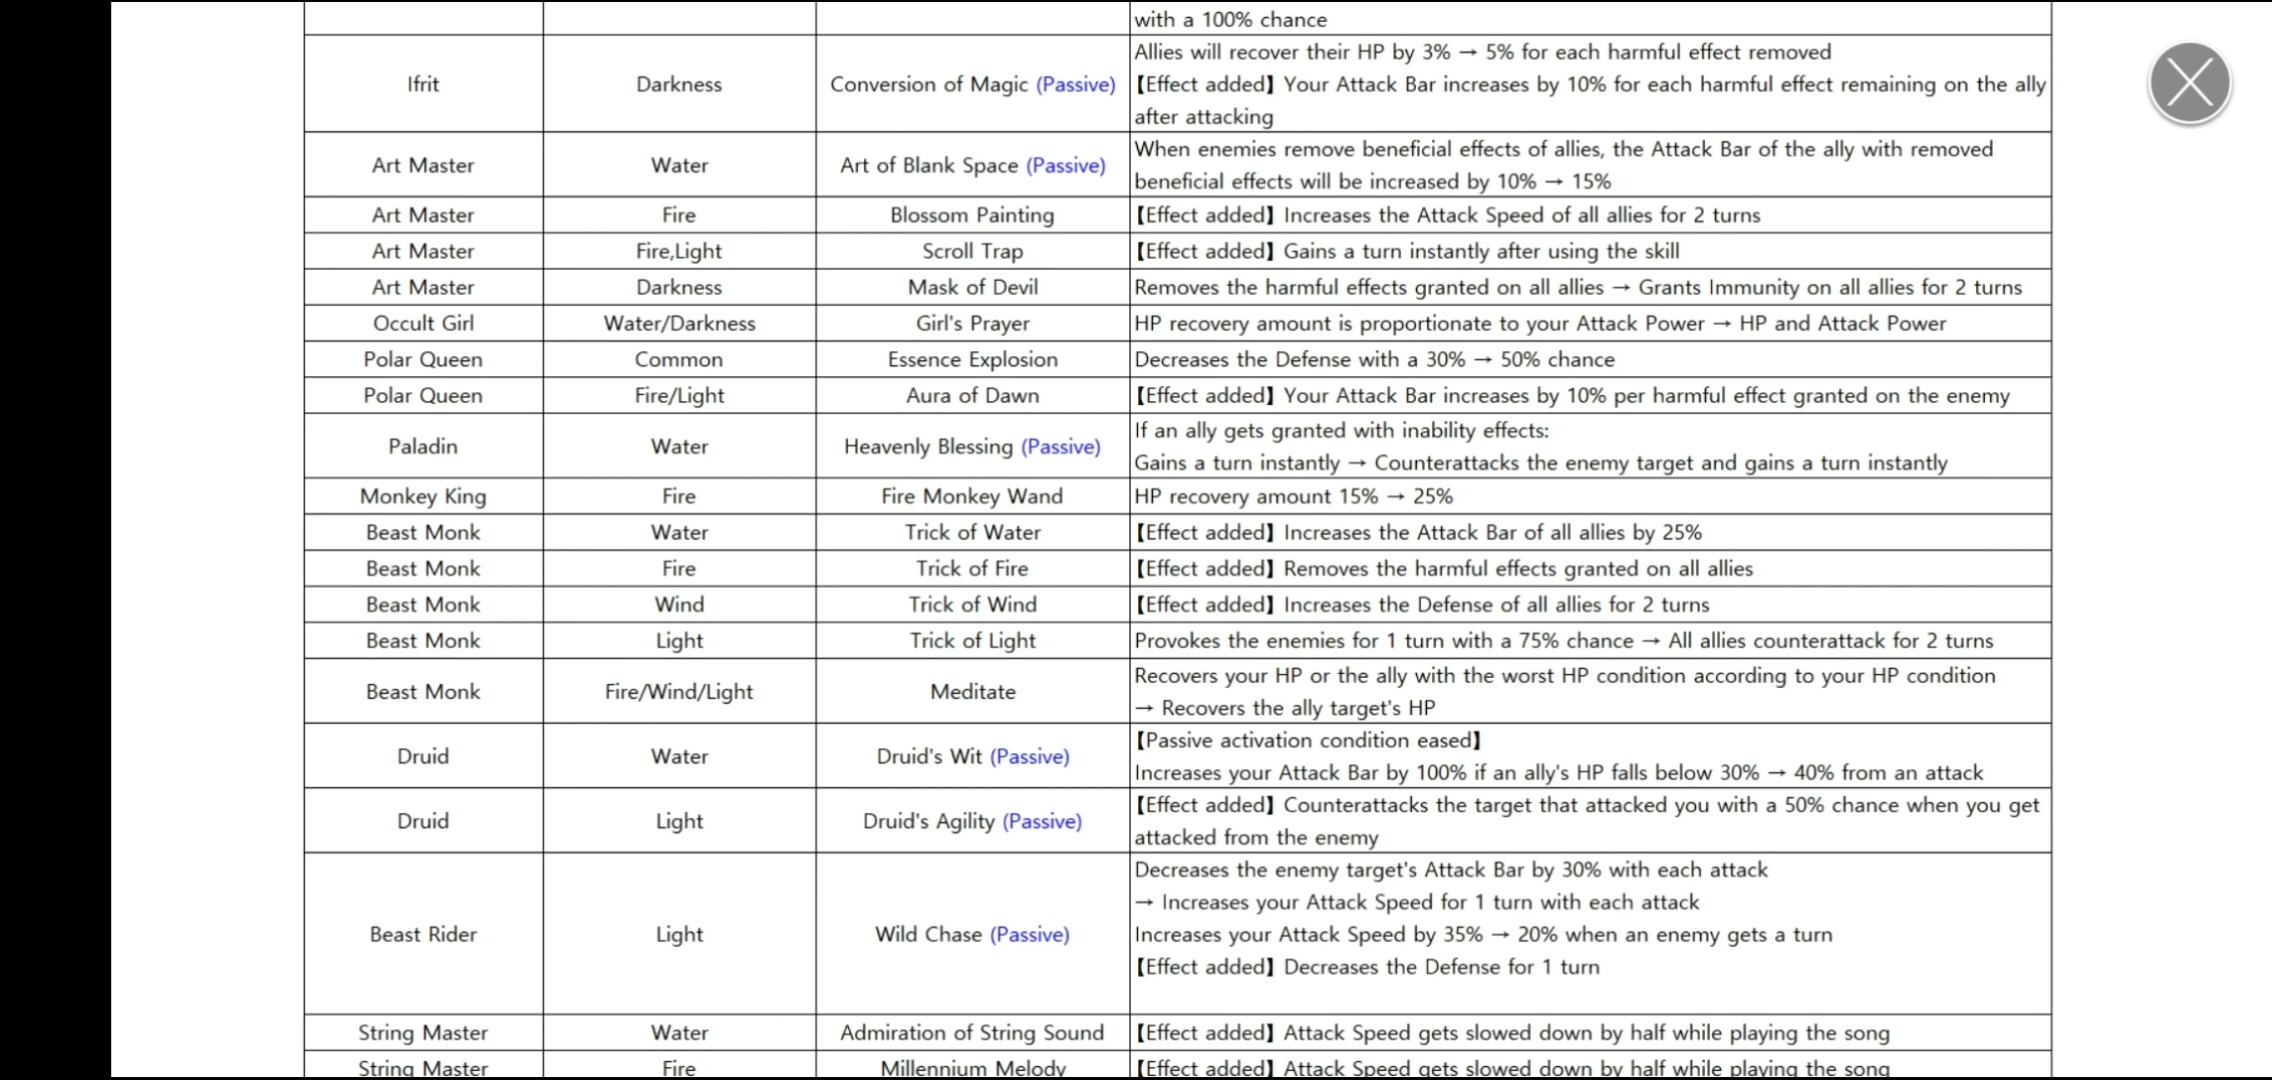 with a 100% chance
Ifrit Darkness Conversion of Magic (Passive) Allies will recover their HP by 3% → 5% for each harmful effect removed
【Effect added】 Your Attack Bar increases by 10% for each harmful effect remaining on the ally
after attacking
Art Master Water Art of Blank Space (Passive) When enemies remove beneficial effects of allies, the Attack Bar of the ally with removed
beneficial effects will be increased by 10% → 15%
Art Master Fire Blossom Painting 【Effect added】 Increases the Attack Speed of all allies for 2 turns
Art Master Fire,Light Scroll Trap 【Effect added】 Gains a turn instantly after using the skill
Art Master Darkness Mask of Devil Removes the harmful effects granted on all allies → Grants Immunity on all allies for 2 turns
Occult Girl Water/Darkness Girl's Prayer HP recovery amount is proportionate to your Attack Power → HP and Attack Power
Polar Queen Common Essence Explosion Decreases the Defense with a 30% → 50% chance
Polar Queen Fire/Light Aura of Dawn 【Effect added】 Your Attack Bar increases by 10% per harmful effect granted on the enemy
Paladin Water Heavenly Blessing (Passive) If an ally gets granted with inability effects:
Gains a turn instantly → Counterattacks the enemy target and gains a turn instantly
Monkey King Fire Fire Monkey Wand HP recovery amount 15% → 25%
Beast Monk Water Trick of Water 【Effect added】 Increases the Attack Bar of all allies by 25%
Beast Monk Fire Trick of Fire 【Effect added】 Removes the harmful effects granted on all allies
Beast Monk Wind Trick of Wind 【Effect added】 Increases the Defense of all allies for 2 turns
Beast Monk Light Trick of Light Provokes the enemies for 1 turn with a 75% chance → All allies counterattack for 2 turns
Beast Monk Fire/Wind/Light Meditate Recovers your HP or the ally with the worst HP condition according to your HP condition
→ Recovers the ally target's HP
Druid Water Druid's Wit (Passive) 【Passive activation condition eased】
Increases your Attack Bar by 100% if an ally's HP falls below 30% → 40% from an attack
Druid Light Druid's Agility (Passive) 【Effect added】 Counterattacks the target that attacked you with a 50% chance when you get
attacked from the enemy
Beast Rider Light Wild Chase (Passive) Decreases the enemy target's Attack Bar by 30% with each attack
→ Increases your Attack Speed for 1 turn with each attack
Increases your Attack Speed by 35% → 20% when an enemy gets a turn
【Effect added】 Decreases the Defense for 1 turn
String Master Water Admiration of String Sound 【Effect added】 Attack Speed gets slowed down by half while playing the song
String Master Fire Millennium Melody 【Effect added】 Attack Speed gets slowed down by half while playing the song